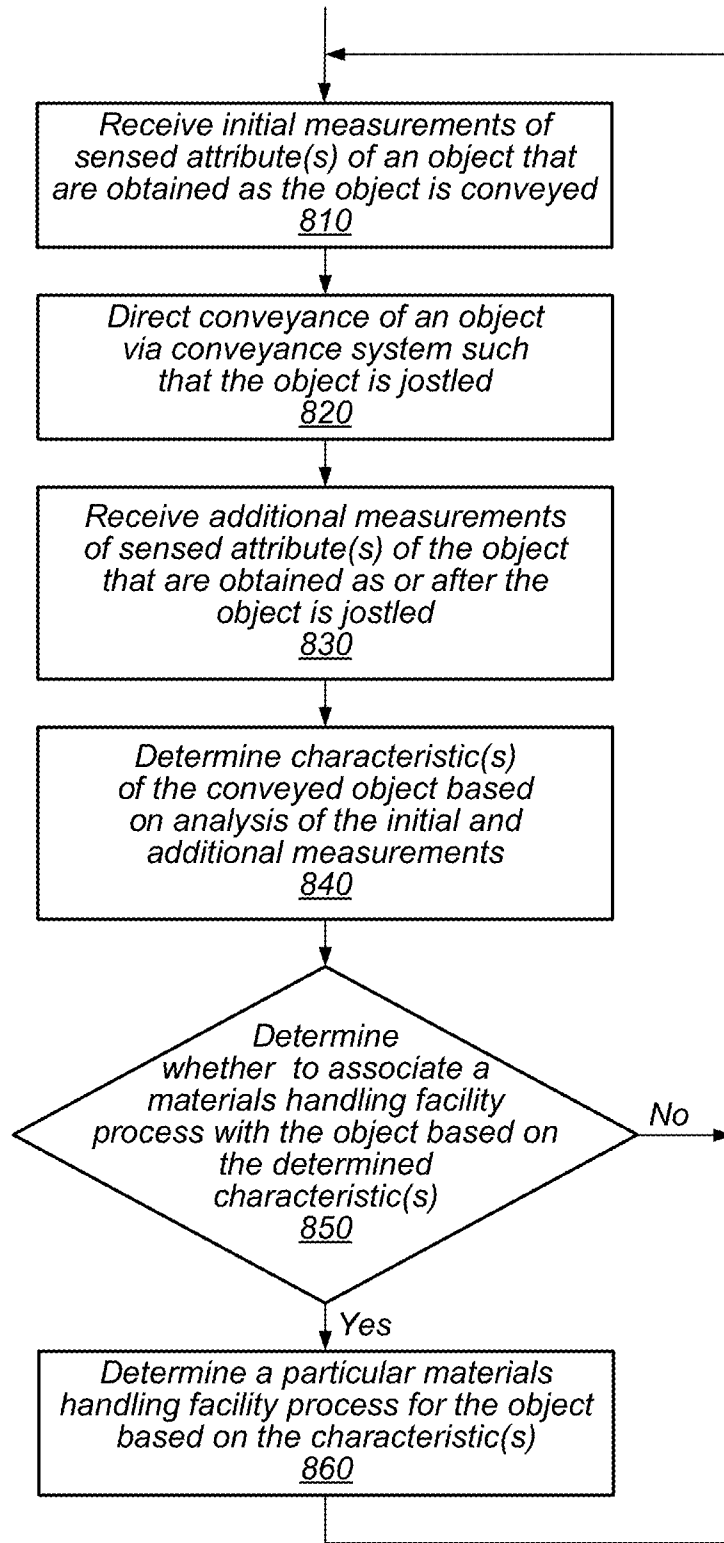 Receive initial measurements of
sensed attribute(s) of an object that
are obtained as the object is conveyed
810
Direct conveyance of an object
via conveyance system such
that the object is jostled
820
Receive additional measurements
of sensed attribute(s) of the object
that are obtained as or after the
object is jostled
830
Determine characteristic(s)
of the conveyed object based
on analysis of the initial and
additional measurements
840
Determine
whether to associate a
materials handling facility
process with the object based on
the determined
characteristic(s)
850
No
Yes
Determine a particular materials
handling facility process for the object
based on the characteristic(s)
860